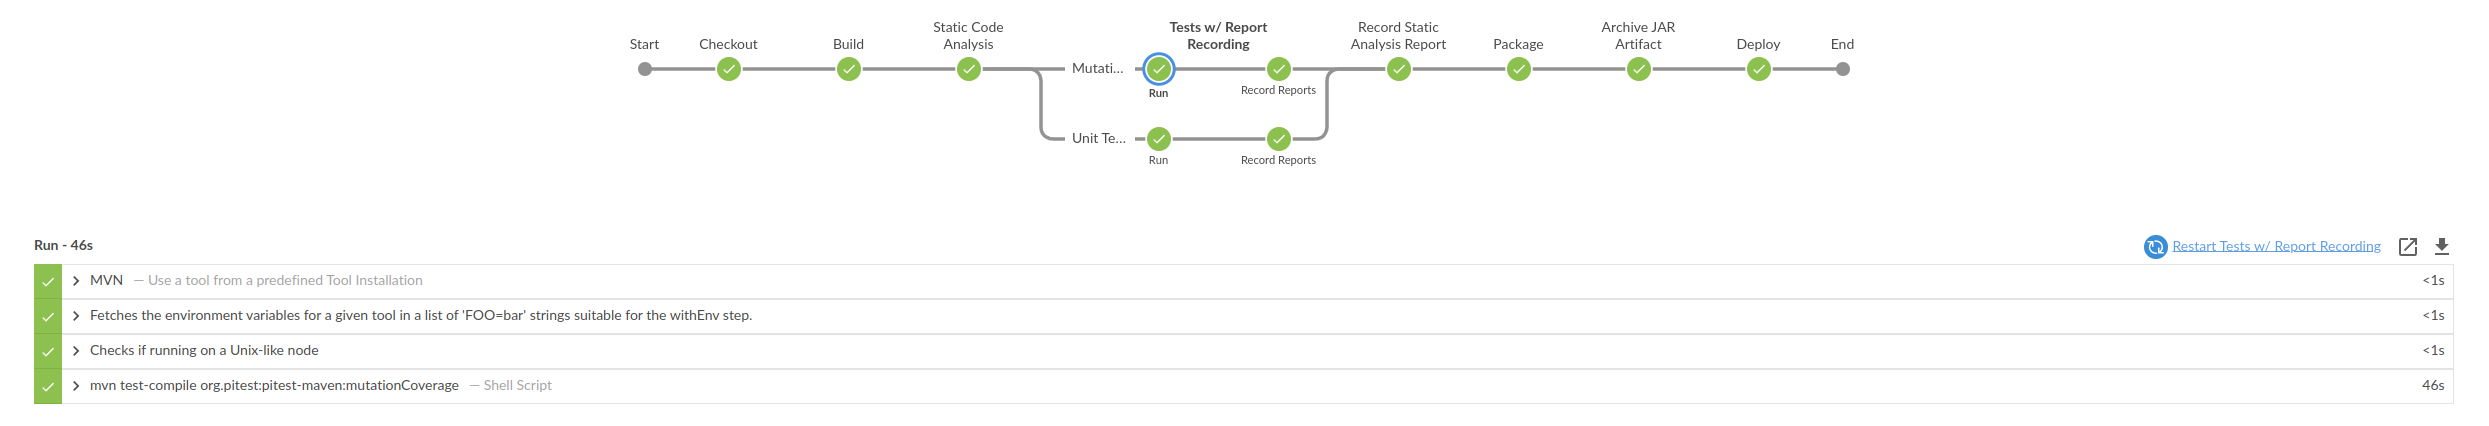 Start
Checkout
Build
Static Code
Analysis
Tests w/ Report
Recording
Record Static
Analysis Report
Package
Archive JAR
Artifact
Deploy
End
Mutati...
Run
Record Reports
Unit Te...
Run
Record Reports
Run - 46s
Restart Tests w/ Report Recording
MVN — Use a tool from a predefined Tool Installation <1s
Fetches the environment variables for a given tool in a list of 'FOO=bar' strings suitable for the withEnv step. <1s
Checks if running on a Unix-like node <1s
mvn test-compile org.pitest:pitest-maven:mutationCoverage — Shell Script 46s